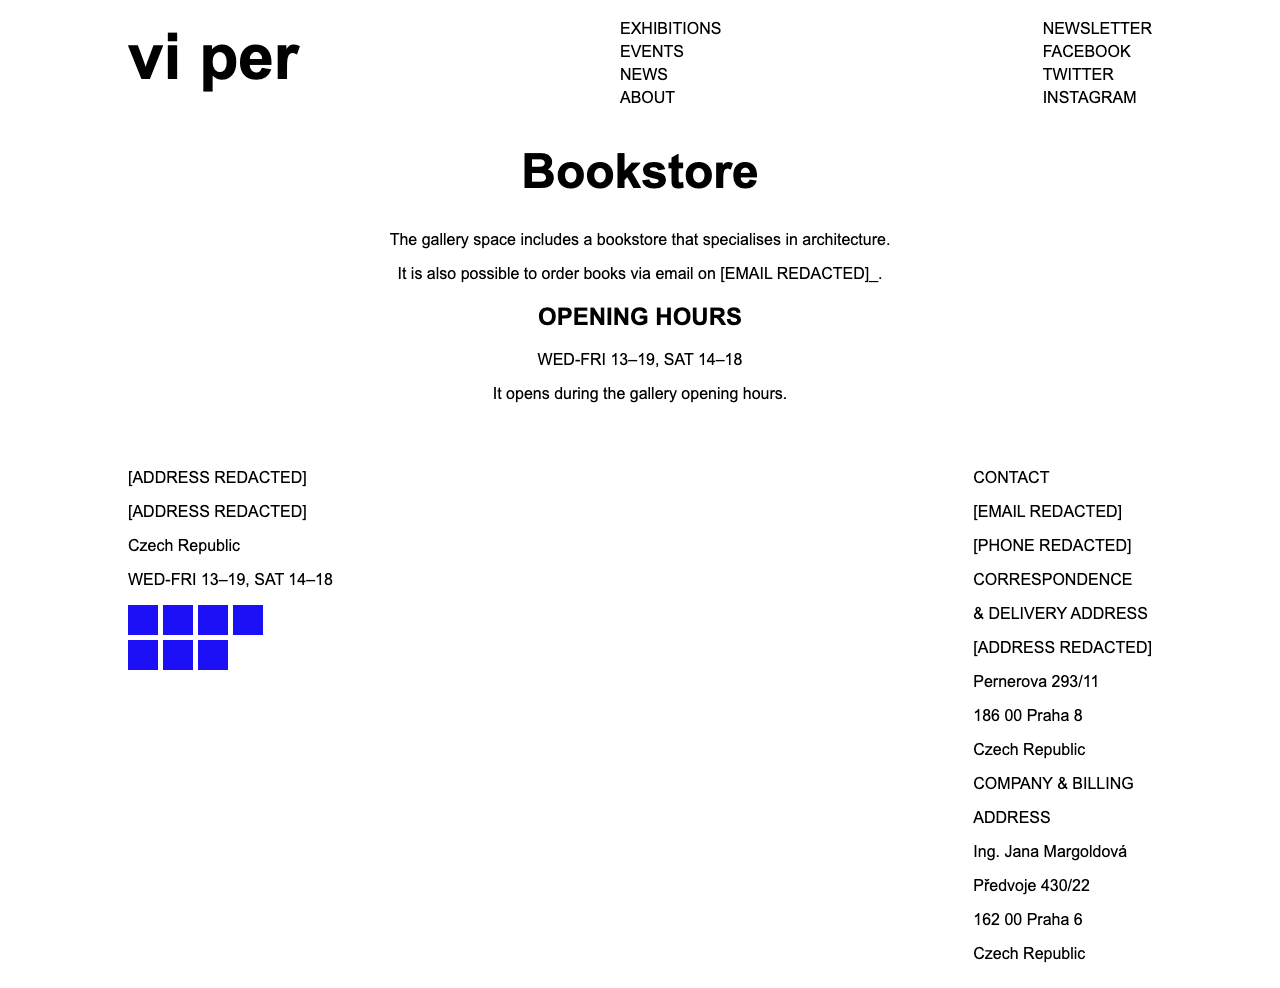 vi per
EXHIBITIONS
EVENTS
NEWS
ABOUT
NEWSLETTER
FACEBOOK
TWITTER
INSTAGRAM
Bookstore
The gallery space includes a bookstore that specialises in architecture.
It is also possible to order books via email on [EMAIL REDACTED]_.
OPENING HOURS
WED-FRI 13–19, SAT 14–18
It opens during the gallery opening hours.
[ADDRESS REDACTED]
[ADDRESS REDACTED]
Czech Republic
WED-FRI 13–19, SAT 14–18
CONTACT
[EMAIL REDACTED]
[PHONE REDACTED]
CORRESPONDENCE
& DELIVERY ADDRESS
[ADDRESS REDACTED]
Pernerova 293/11
186 00 Praha 8
Czech Republic
COMPANY & BILLING
ADDRESS
Ing. Jana Margoldová
Předvoje 430/22
162 00 Praha 6
Czech Republic